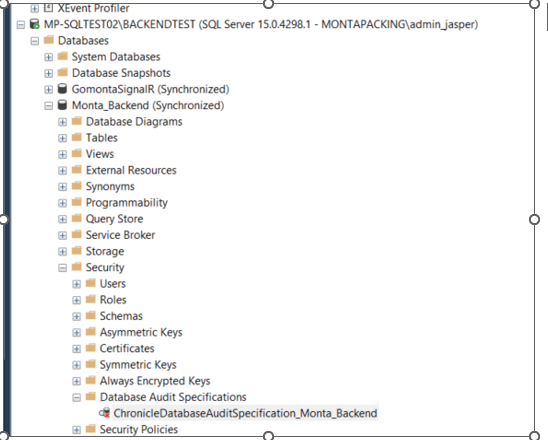 XEvent Profiler
MP-SQLTEST02\BACKENDTEST (SQL Server 15.0.4298.1 - MONTAPACKING\admin_jasper)
Databases
System Databases
Database Snapshots
GomontaSignalR (Synchronized)
Monta_Backend (Synchronized)
Database Diagrams
Tables
Views
External Resources
Synonyms
Programmability
Query Store
Service Broker
Storage
Security
Users
Roles
Schemas
Asymmetric Keys
Certificates
Symmetric Keys
Always Encrypted Keys
Database Audit Specifications
ChronicleDatabaseAuditSpecification_Monta_Backend
Security Policies